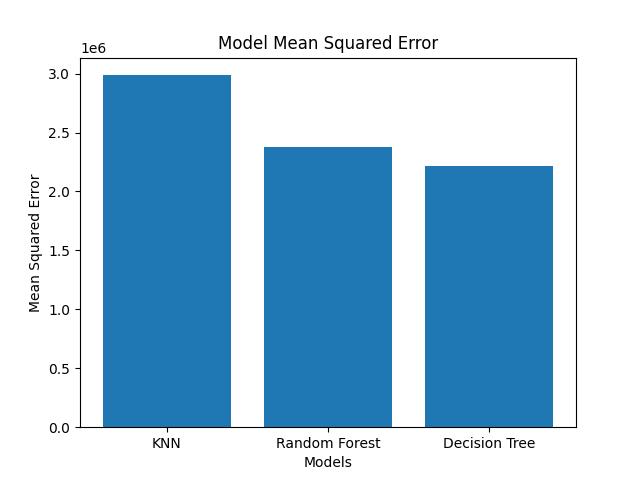 Model Mean Squared Error
1e6
3.0
2.5
2.0
1.5
1.0
0.5
0.0
Mean Squared Error
KNN Random Forest Decision Tree
Models